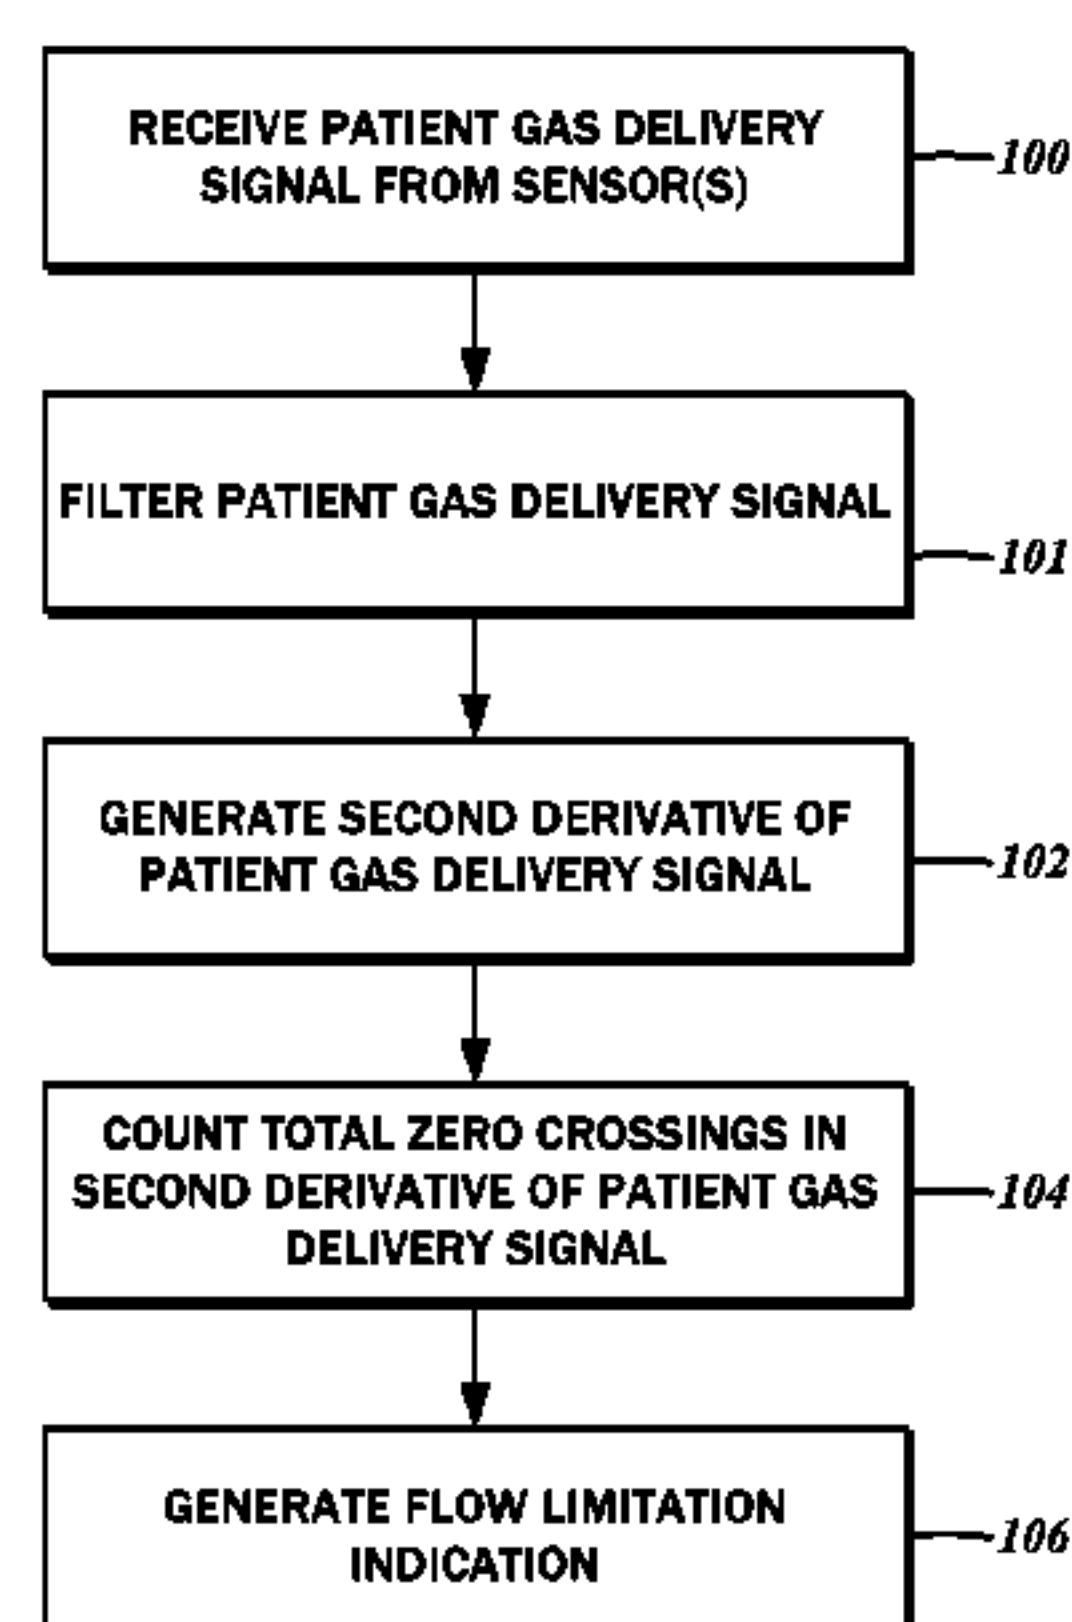 RECEIVE PATIENT GAS DELIVERY
SIGNAL FROM SENSOR(S)
100
FILTER PATIENT GAS DELIVERY SIGNAL
101
GENERATE SECOND DERIVATIVE OF
PATIENT GAS DELIVERY SIGNAL
102
COUNT TOTAL ZERO CROSSINGS IN
SECOND DERIVATIVE OF PATIENT GAS
DELIVERY SIGNAL
104
GENERATE FLOW LIMITATION
INDICATION
106